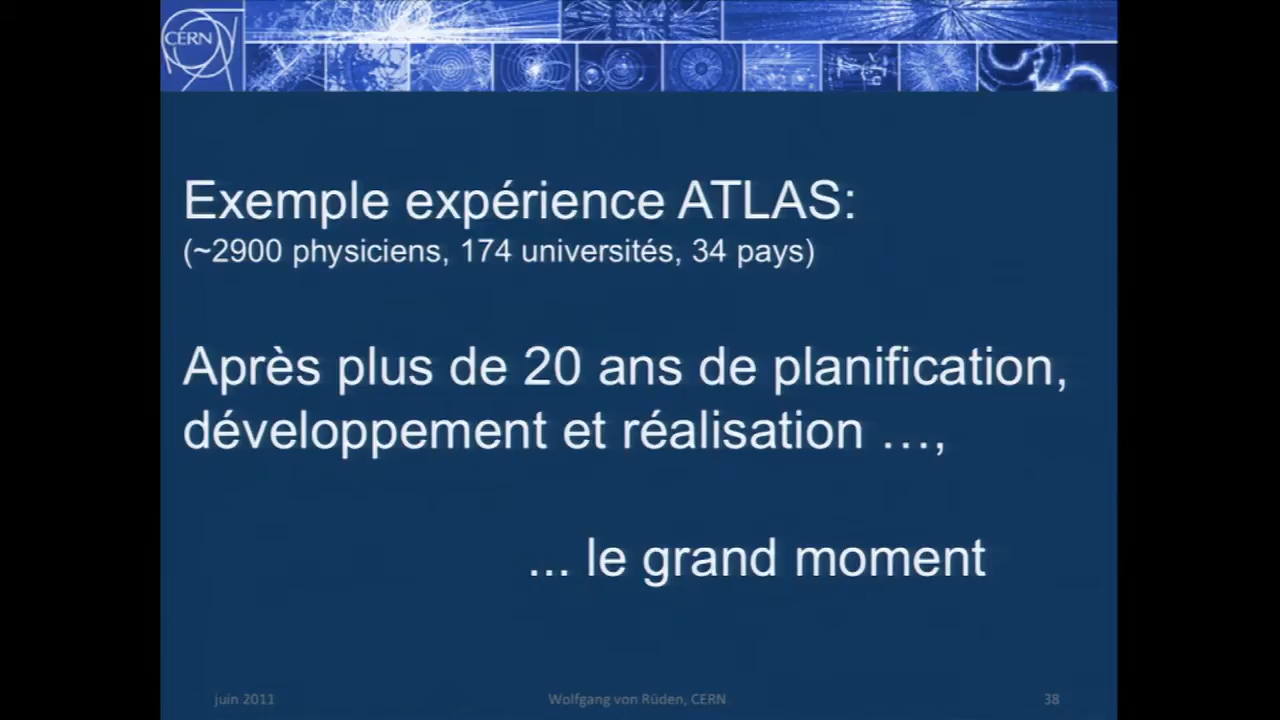 CERN
Exemple expérience ATLAS:
(~2900 physiciens, 174 universités, 34 pays)
Après plus de 20 ans de planification,
développement et réalisation …,
... le grand moment
juin 2011
Wolfgang von Rüden, CERN
38